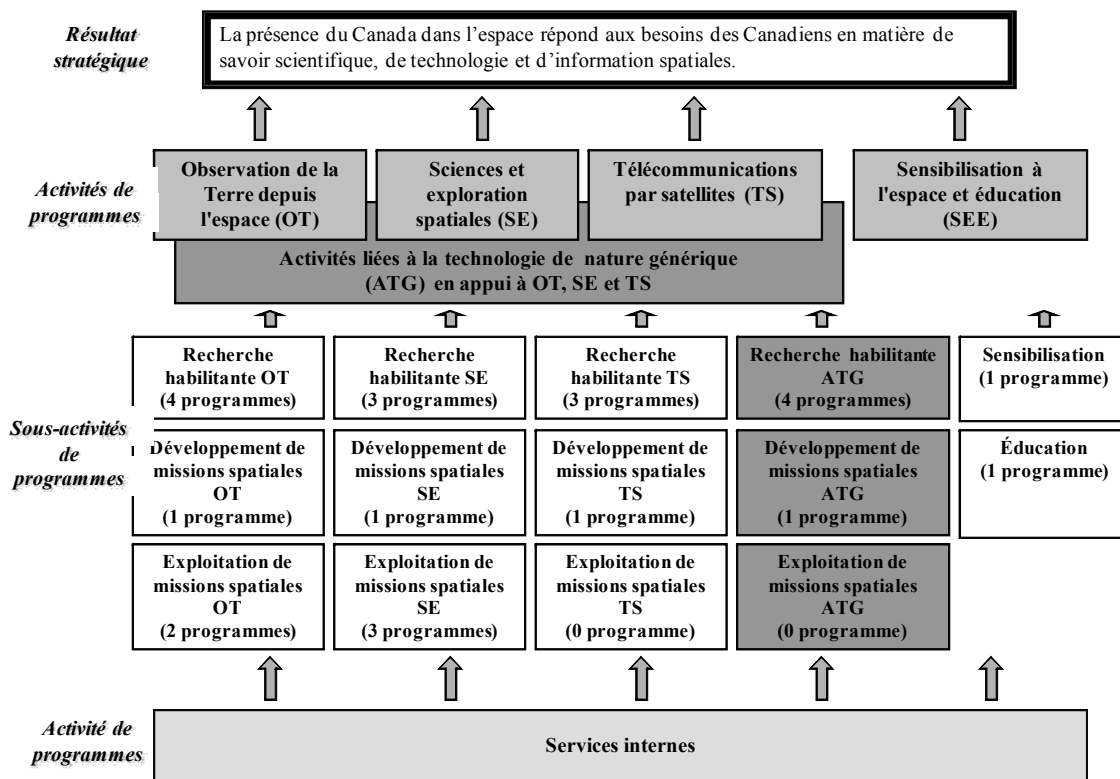 Résultat
stratégique
La présence du Canada dans l'espace répond aux besoins des Canadiens en matière de
savoir scientifique, de technologie et d'information spatiales.
Activités de
programmes
Observation de la
Terre depuis
l'espace (OT)
Sciences et
exploration
spatiales (SE)
Télécommunications
par satellites (TS)
Sensibilisation à
l'espace et éducation
(SEE)
Activités liées à la technologie de nature générique
(ATG) en appui à OT, SE et TS
Sous-activités
de
programmes
Recherche
habilitante OT
(4 programmes)
Recherche
habilitante SE
(3 programmes)
Recherche
habilitante TS
(3 programmes)
Recherche habilitante
ATG
(4 programmes)
Sensibilisation
(1 programme)
Développement de
missions spatiales
OT
(1 programme)
Développement de
missions spatiales
SE
(1 programme)
Développement de
missions spatiales
TS
(1 programme)
Développement de
missions spatiales
ATG
(1 programme)
Éducation
(1 programme)
Exploitation de
missions spatiales
OT
(2 programmes)
Exploitation de
missions spatiales
SE
(3 programmes)
Exploitation de
missions spatiales
TS
(0 programme)
Exploitation de
missions spatiales
ATG
(0 programme)
Activité de
programmes
Services internes